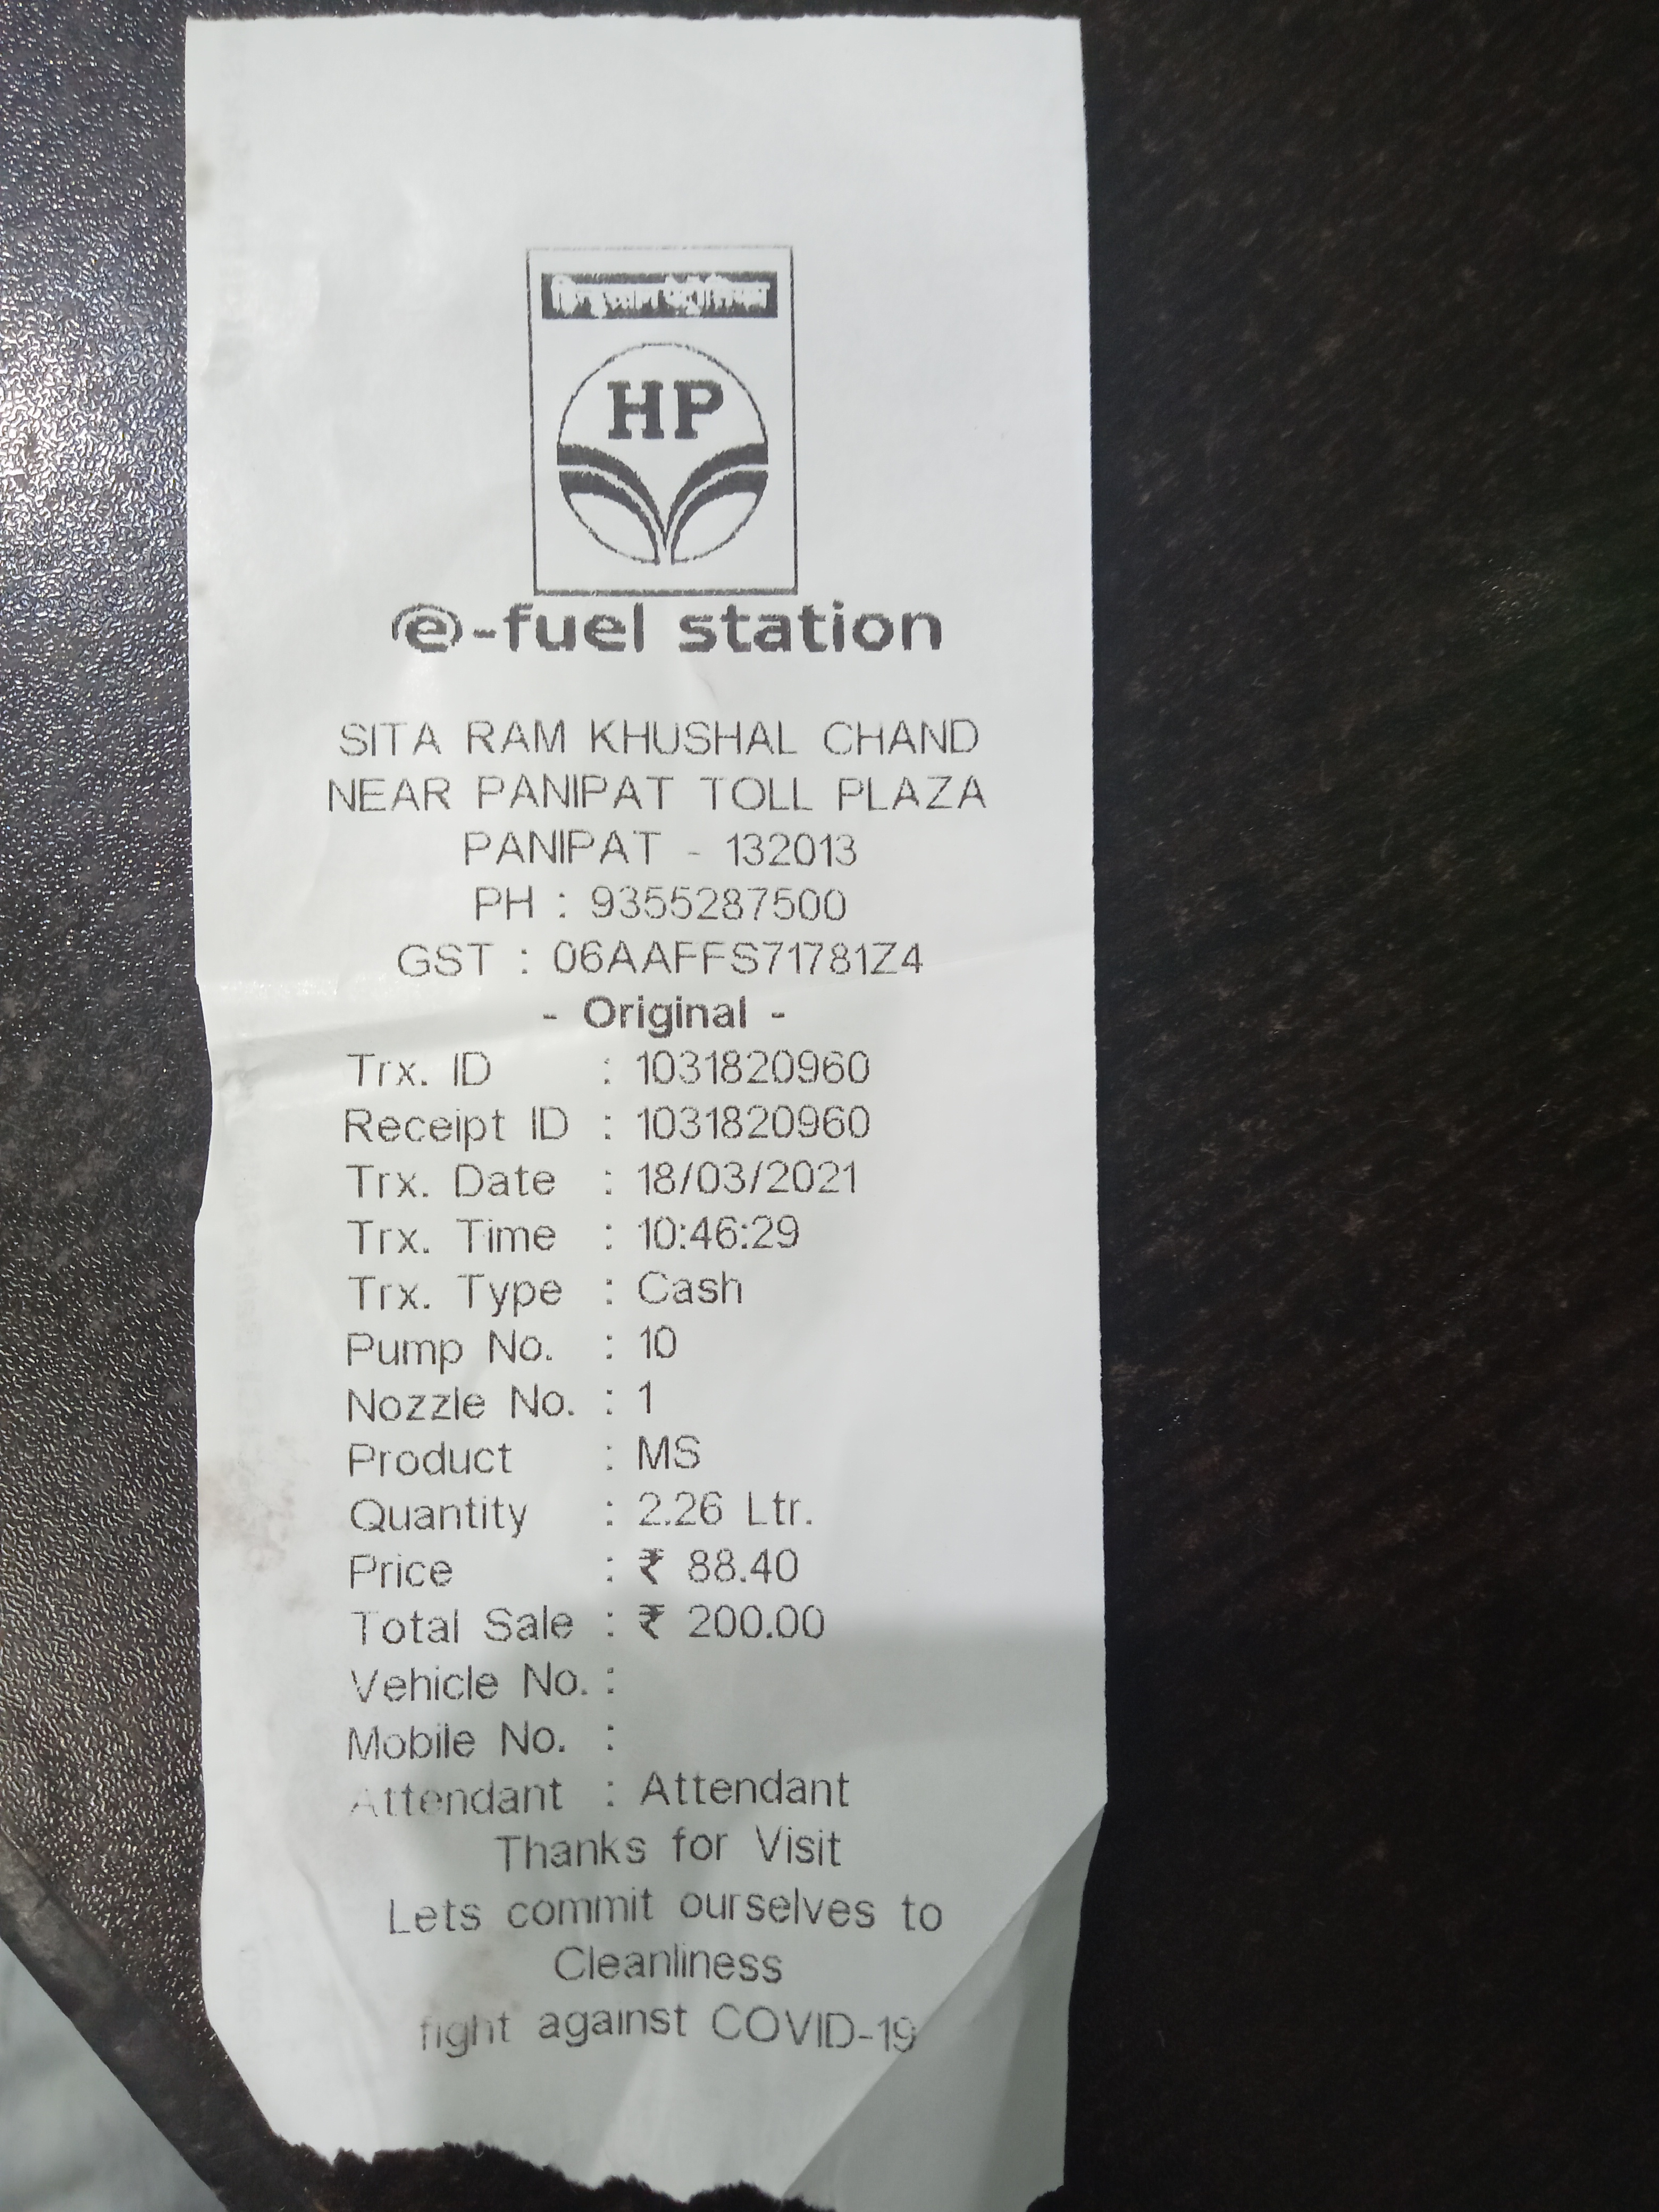 हिन्दुस्तान पेट्रोलियम
HP
e-fuel station
SITA RAM KHUSHAL CHAND
NEAR PANIPAT TOLL PLAZA
PANIPAT - 132013
PH : 9355287500
GST : 06AAFFS71781Z4
- Original -
Trx. ID : 1031820960
Receipt ID : 1031820960
Trx. Date : 18/03/2021
Trx. Time : 10:46:29
Trx. Type : Cash
Pump No. : 10
Nozzle No. : 1
Product : MS
Quantity : 2.26 Ltr.
Price : ₹ 88.40
Total Sale : ₹ 200.00
Vehicle No. :
Mobile No. :
Attendant : Attendant
Thanks for Visit
Lets commit ourselves to
Cleanliness
fight against COVID-19